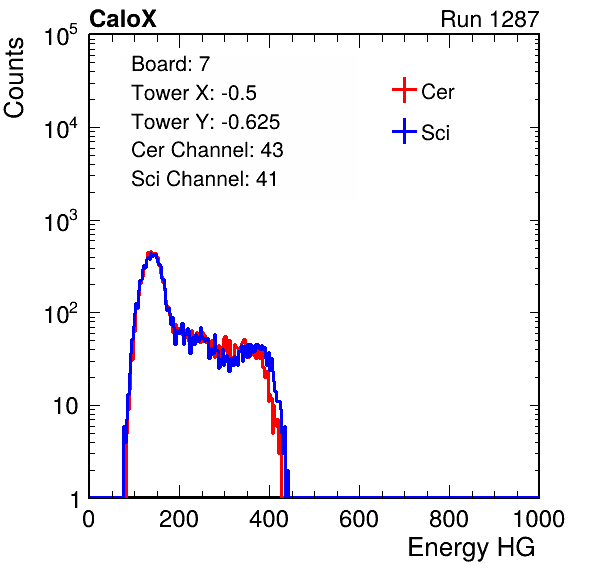 CaloX Run 1287
Counts
10^5
10^4
10^3
10^2
10
1
Board: 7
Tower X: -0.5
Tower Y: -0.625
Cer Channel: 43
Sci Channel: 41
Cer
Sci
0 200 400 600 800 1000
Energy HG